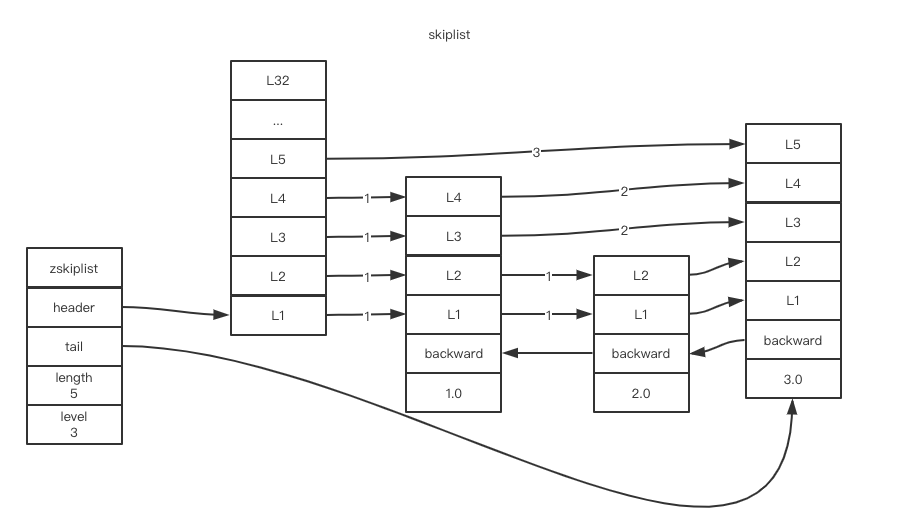 skiplist
zskiplist
header
tail
length
5
level
3
L32
...
L5
L4
L3
L2
L1
3
1
1
1
1
L4
L3
L2
L1
backward
1.0
2
2
1
1
L2
L1
backward
2.0
L5
L4
L3
L2
L1
backward
3.0